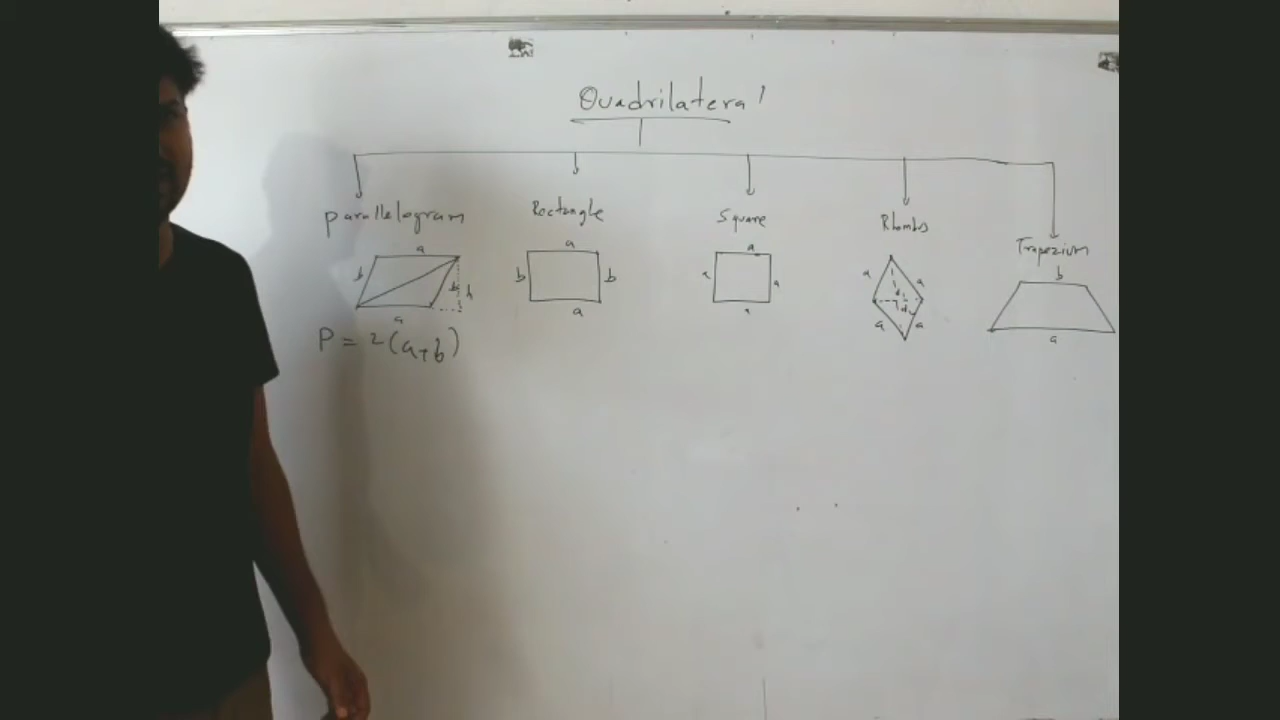 Quadrilateral
Parallelogram
Rectangle
Square
Rhombs
Trapezium
a
b
b
h
a
a
b
b
a
a
a
a
a
a
a
d
d
a
a
b
a
P = 2(a+b)